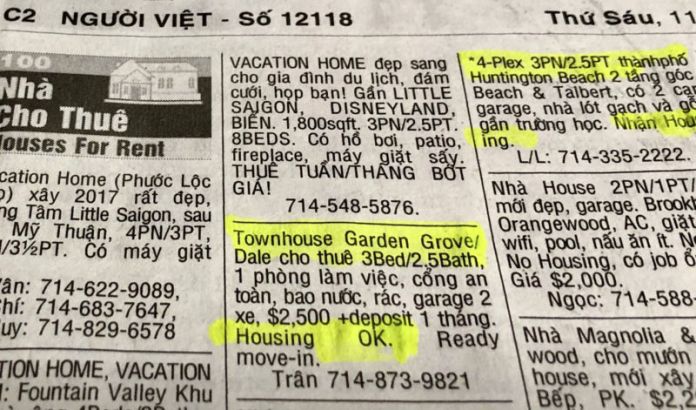 C2 NGƯỜI VIỆT - Số 12118
Thứ Sáu, 11
100
Nhà
Cho Thuê
Houses For Rent
cation Home (Phước Lộc
xây 2017 rất đẹp,
Tâm Little Saigon, sau
Mỹ Thuận, 4PN/3PT,
/3½PT. Có máy giặt
714-622-9089,
714-683-7647,
714-829-6578
TION HOME, VACATION
Fountain Valley Khu
VACATION HOME đẹp sang
cho gia đình du lịch, đám
cưới, họp bạn! Gần LITTLE
SAIGON, DISNEYLAND,
BIỂN. 1,800sqft. 3PN/2.5PT.
8BEDS. Có hồ bơi, patio,
fireplace, máy giặt sấy.
THUÊ TUẦN/THÁNG BỚT
GIÁ!
714-548-5876.
Townhouse Garden Grove/
Dale cho thuê 3Bed/2.5Bath,
1 phòng làm việc, cổng an
toàn, bao nước, rác, garage 2
xe, $2,500 +deposit 1 tháng.
Housing OK. Ready
move-in.
Trân 714-873-9821
*4-Plex 3PN/2.5PT thànhphố
Huntington Beach 2 tầng góc
Beach & Talbert, có 2 car
garage, nhà lót gạch và gỗ
gần trường học. Nhận Hous
ing.
L/L: 714-335-2222.
Nhà House 2PN/1PT/
mới đẹp, garage. Brookh
Orangewood, AC, giặt
wifi, pool, nấu ăn ít. N
No Housing, có job ổ
Giá $2,000.
Ngọc: 714-588
Nhà Magnolia &
wood, cho mướn
house, mới xây
Bếp, PK. $2,2